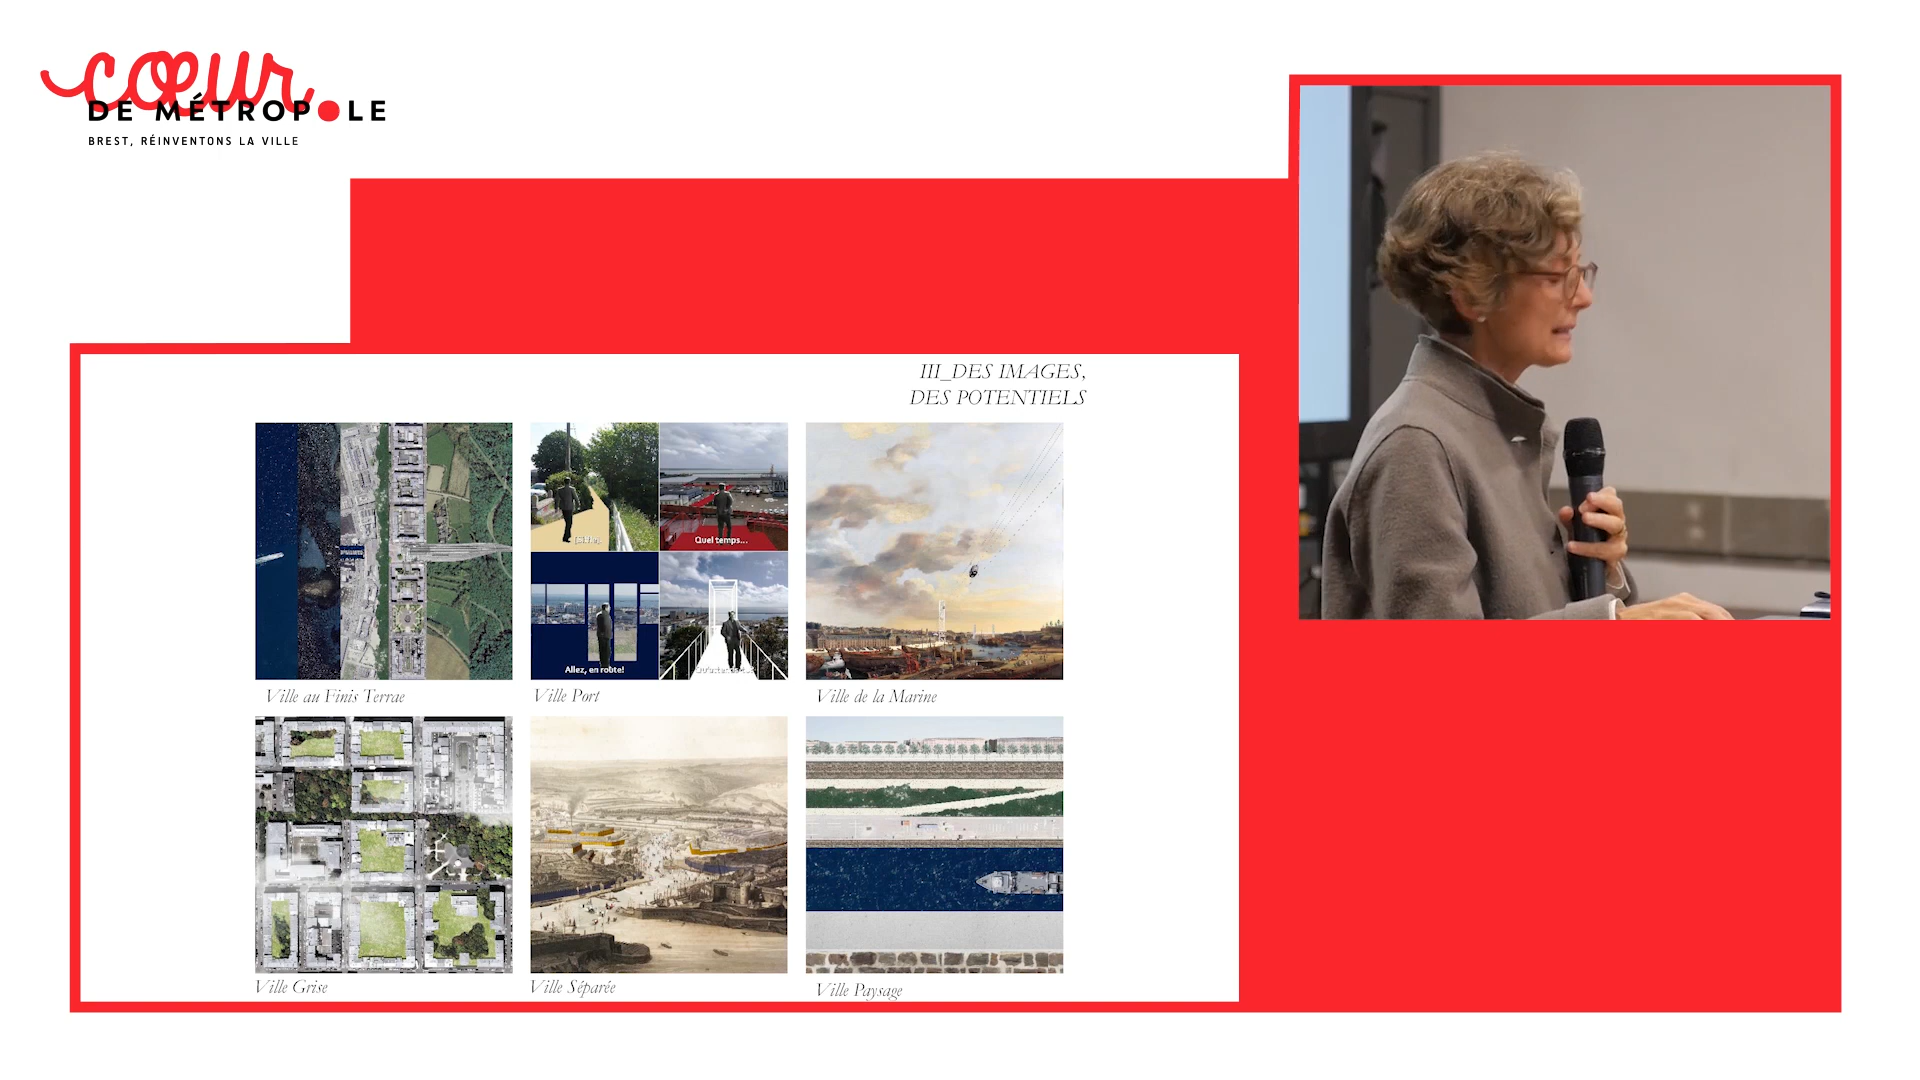 cœur
DE MÉTROPOLE
BREST, RÉINVENTONS LA VILLE
III_DES IMAGES,
DES POTENTIELS
Quel temps...
Allez, en route!
Ville au Finis Terrae
Ville Port
Ville de la Marine
Ville Grise
Ville Séparée
Ville Paysage